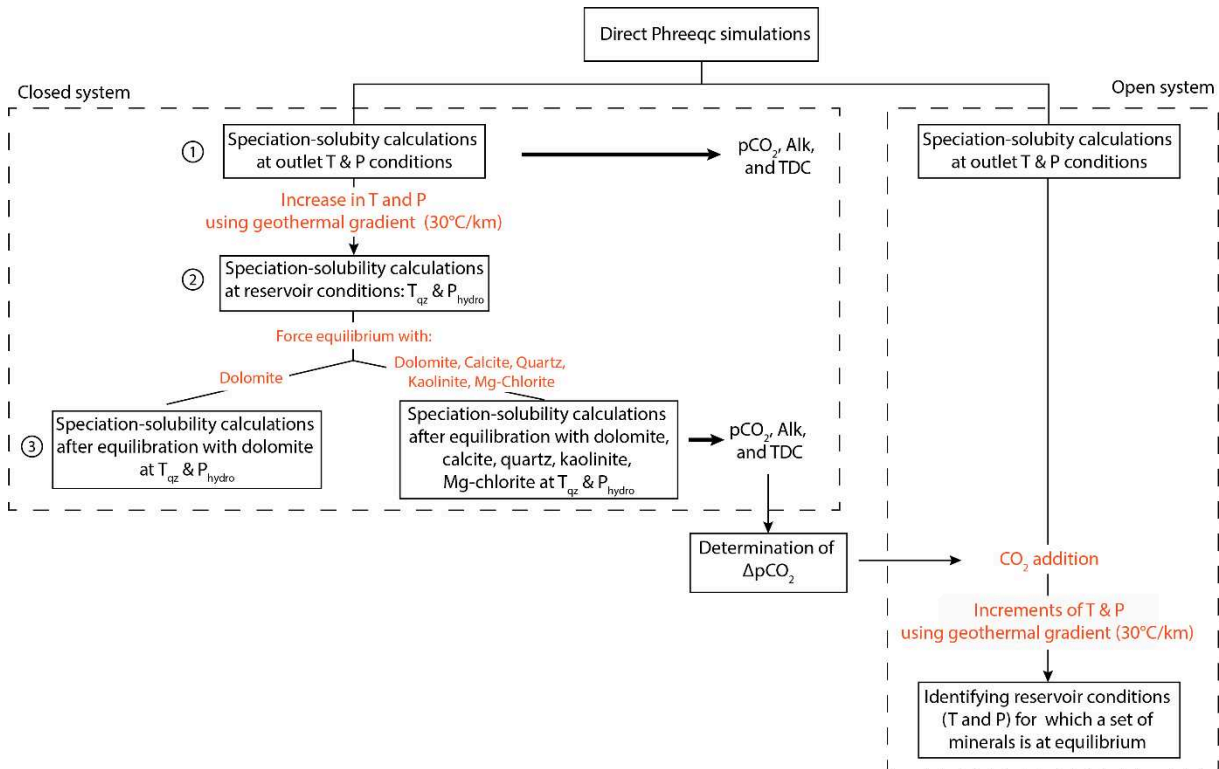 Direct Phreeqc simulations
Closed system
Open system
①
Speciation-solubity calculations
at outlet T & P conditions
pCO₂, Alk,
and TDC
Speciation-solubility calculations
at outlet T & P conditions
Increase in T and P
using geothermal gradient (30°C/km)
②
Speciation-solubility calculations
at reservoir conditions: Tqz & Phydro
Force equilibrium with:
Dolomite
Dolomite, Calcite, Quartz,
Kaolinite, Mg-Chlorite
③
Speciation-solubility calculations
after equilibration with dolomite
at Tqz & Phydro
Speciation-solubility calculations
after equilibration with dolomite,
calcite, quartz, kaolinite,
Mg-chlorite at Tqz & Phydro
pCO₂, Alk,
and TDC
Determination of
ΔpCO₂
CO₂ addition
Increments of T & P
using geothermal gradient (30°C/km)
Identifying reservoir conditions
(T and P) for which a set of
minerals is at equilibrium